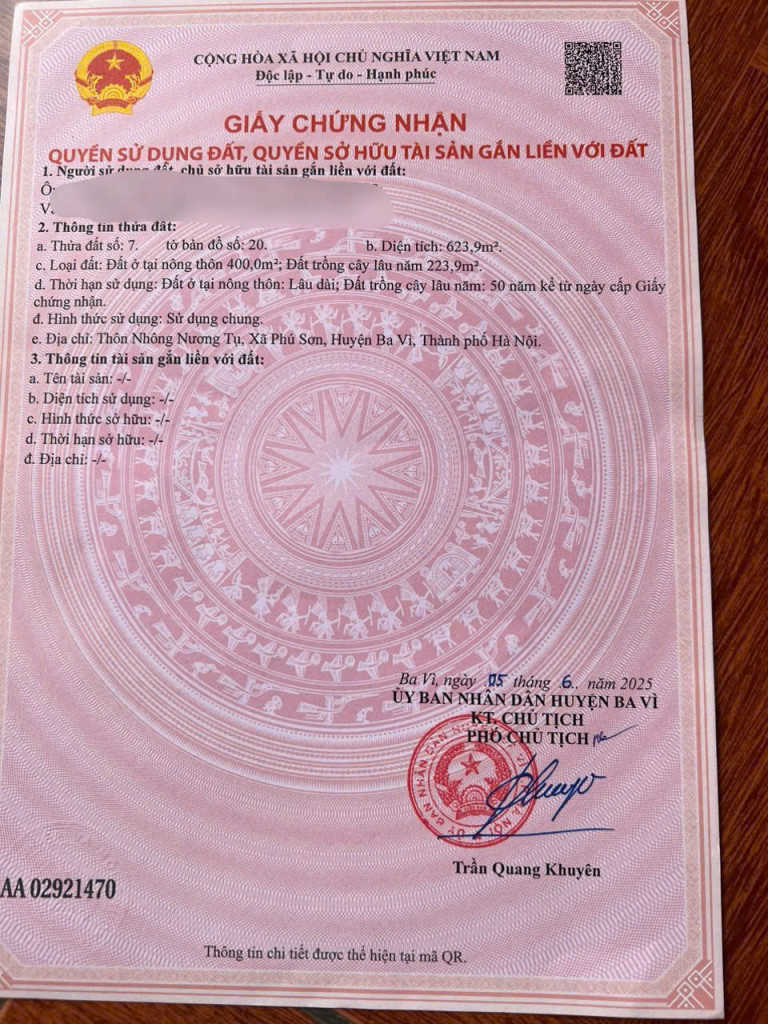 CỘNG HÒA XÃ HỘI CHỦ NGHĨA VIỆT NAM
Độc lập - Tự do - Hạnh phúc
GIẤY CHỨNG NHẬN
QUYỀN SỬ DỤNG ĐẤT, QUYỀN SỞ HỮU TÀI SẢN GẮN LIỀN VỚI ĐẤT
1. Người sử dụng đất, chủ sở hữu tài sản gắn liền với đất:
2. Thông tin thửa đất:
a. Thửa đất số: 7. tờ bản đồ số: 20. b. Diện tích: 623,9m².
c. Loại đất: Đất ở tại nông thôn 400,0m²; Đất trồng cây lâu năm 223,9m².
d. Thời hạn sử dụng: Đất ở tại nông thôn: Lâu dài; Đất trồng cây lâu năm: 50 năm kể từ ngày cấp Giấy
chứng nhận.
đ. Hình thức sử dụng: Sử dụng chung.
e. Địa chỉ: Thôn Nhông Nương Tụ, Xã Phú Sơn, Huyện Ba Vì, Thành phố Hà Nội.
3. Thông tin tài sản gắn liền với đất:
a. Tên tài sản: -/-
b. Diện tích sử dụng: -/-
c. Hình thức sở hữu: -/-
d. Thời hạn sở hữu: -/-
đ. Địa chỉ: -/-
Ba Vì, ngày 05 tháng 6 năm 2025
ỦY BAN NHÂN DÂN HUYỆN BA VÌ
KT. CHỦ TỊCH
PHÓ CHỦ TỊCH
Trần Quang Khuyên
AA 02921470
Thông tin chi tiết được thể hiện tại mã QR.